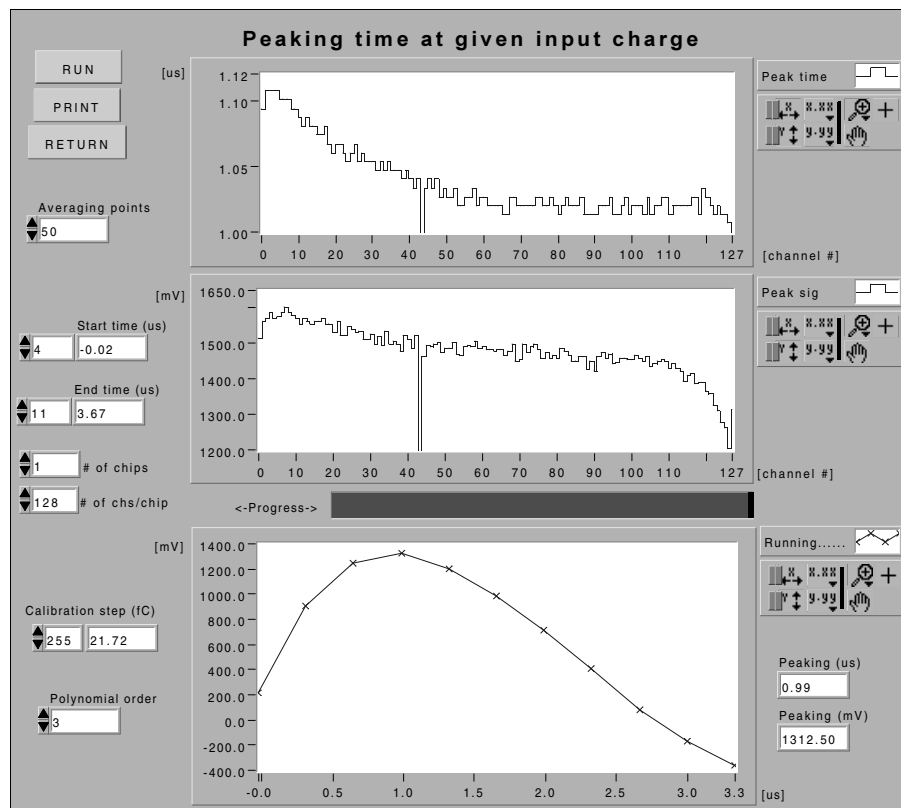 Peaking time at given input charge
RUN
PRINT
RETURN
Averaging points
50
[us]
1.12
1.10
1.05
1.00
0 10 20 30 40 50 60 70 80 90 100 110 127
[channel #]
Peak time
X X.XX
Y Y.YY
[mV]
1650.0
1500.0
1400.0
1300.0
1200.0
0 10 20 30 40 50 60 70 80 90 100 110 127
[channel #]
Peak sig
X X.XX
Y Y.YY
Start time (us)
4 -0.02
End time (us)
11 3.67
1 # of chips
128 # of chs/chip
<-Progress->
[mV]
1400.0
1200.0
1000.0
800.0
600.0
400.0
200.0
0.0
-200.0
-400.0
-0.0 0.5 1.0 1.5 2.0 2.5 3.0 3.3
[us]
Running......
X X.XX
Y Y.YY
Calibration step (fC)
255 21.72
Polynomial order
3
Peaking (us)
0.99
Peaking (mV)
1312.50